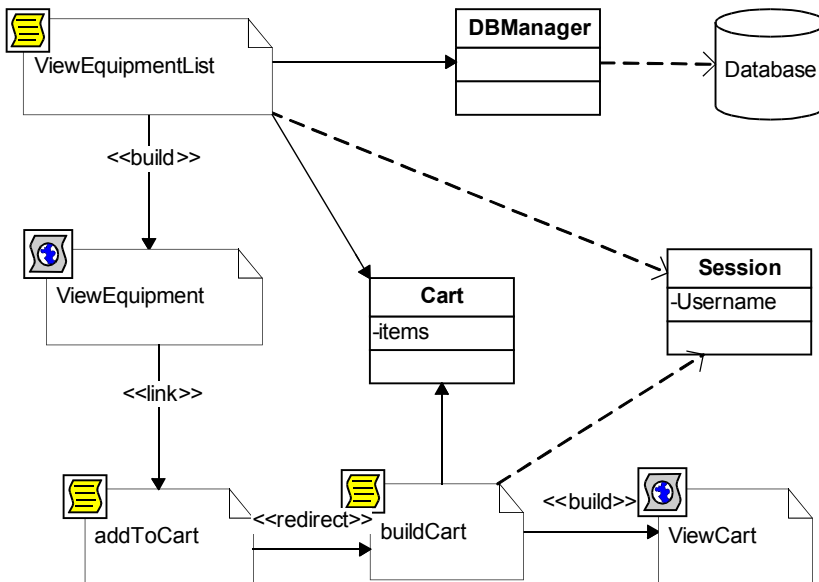 DBManager
ViewEquipmentList
Database
<<build>>
Session
ViewEquipment
Cart
-Username
-items
<<link>>
<<build>>
<<redirect>>
addToCart
buildCart
ViewCart